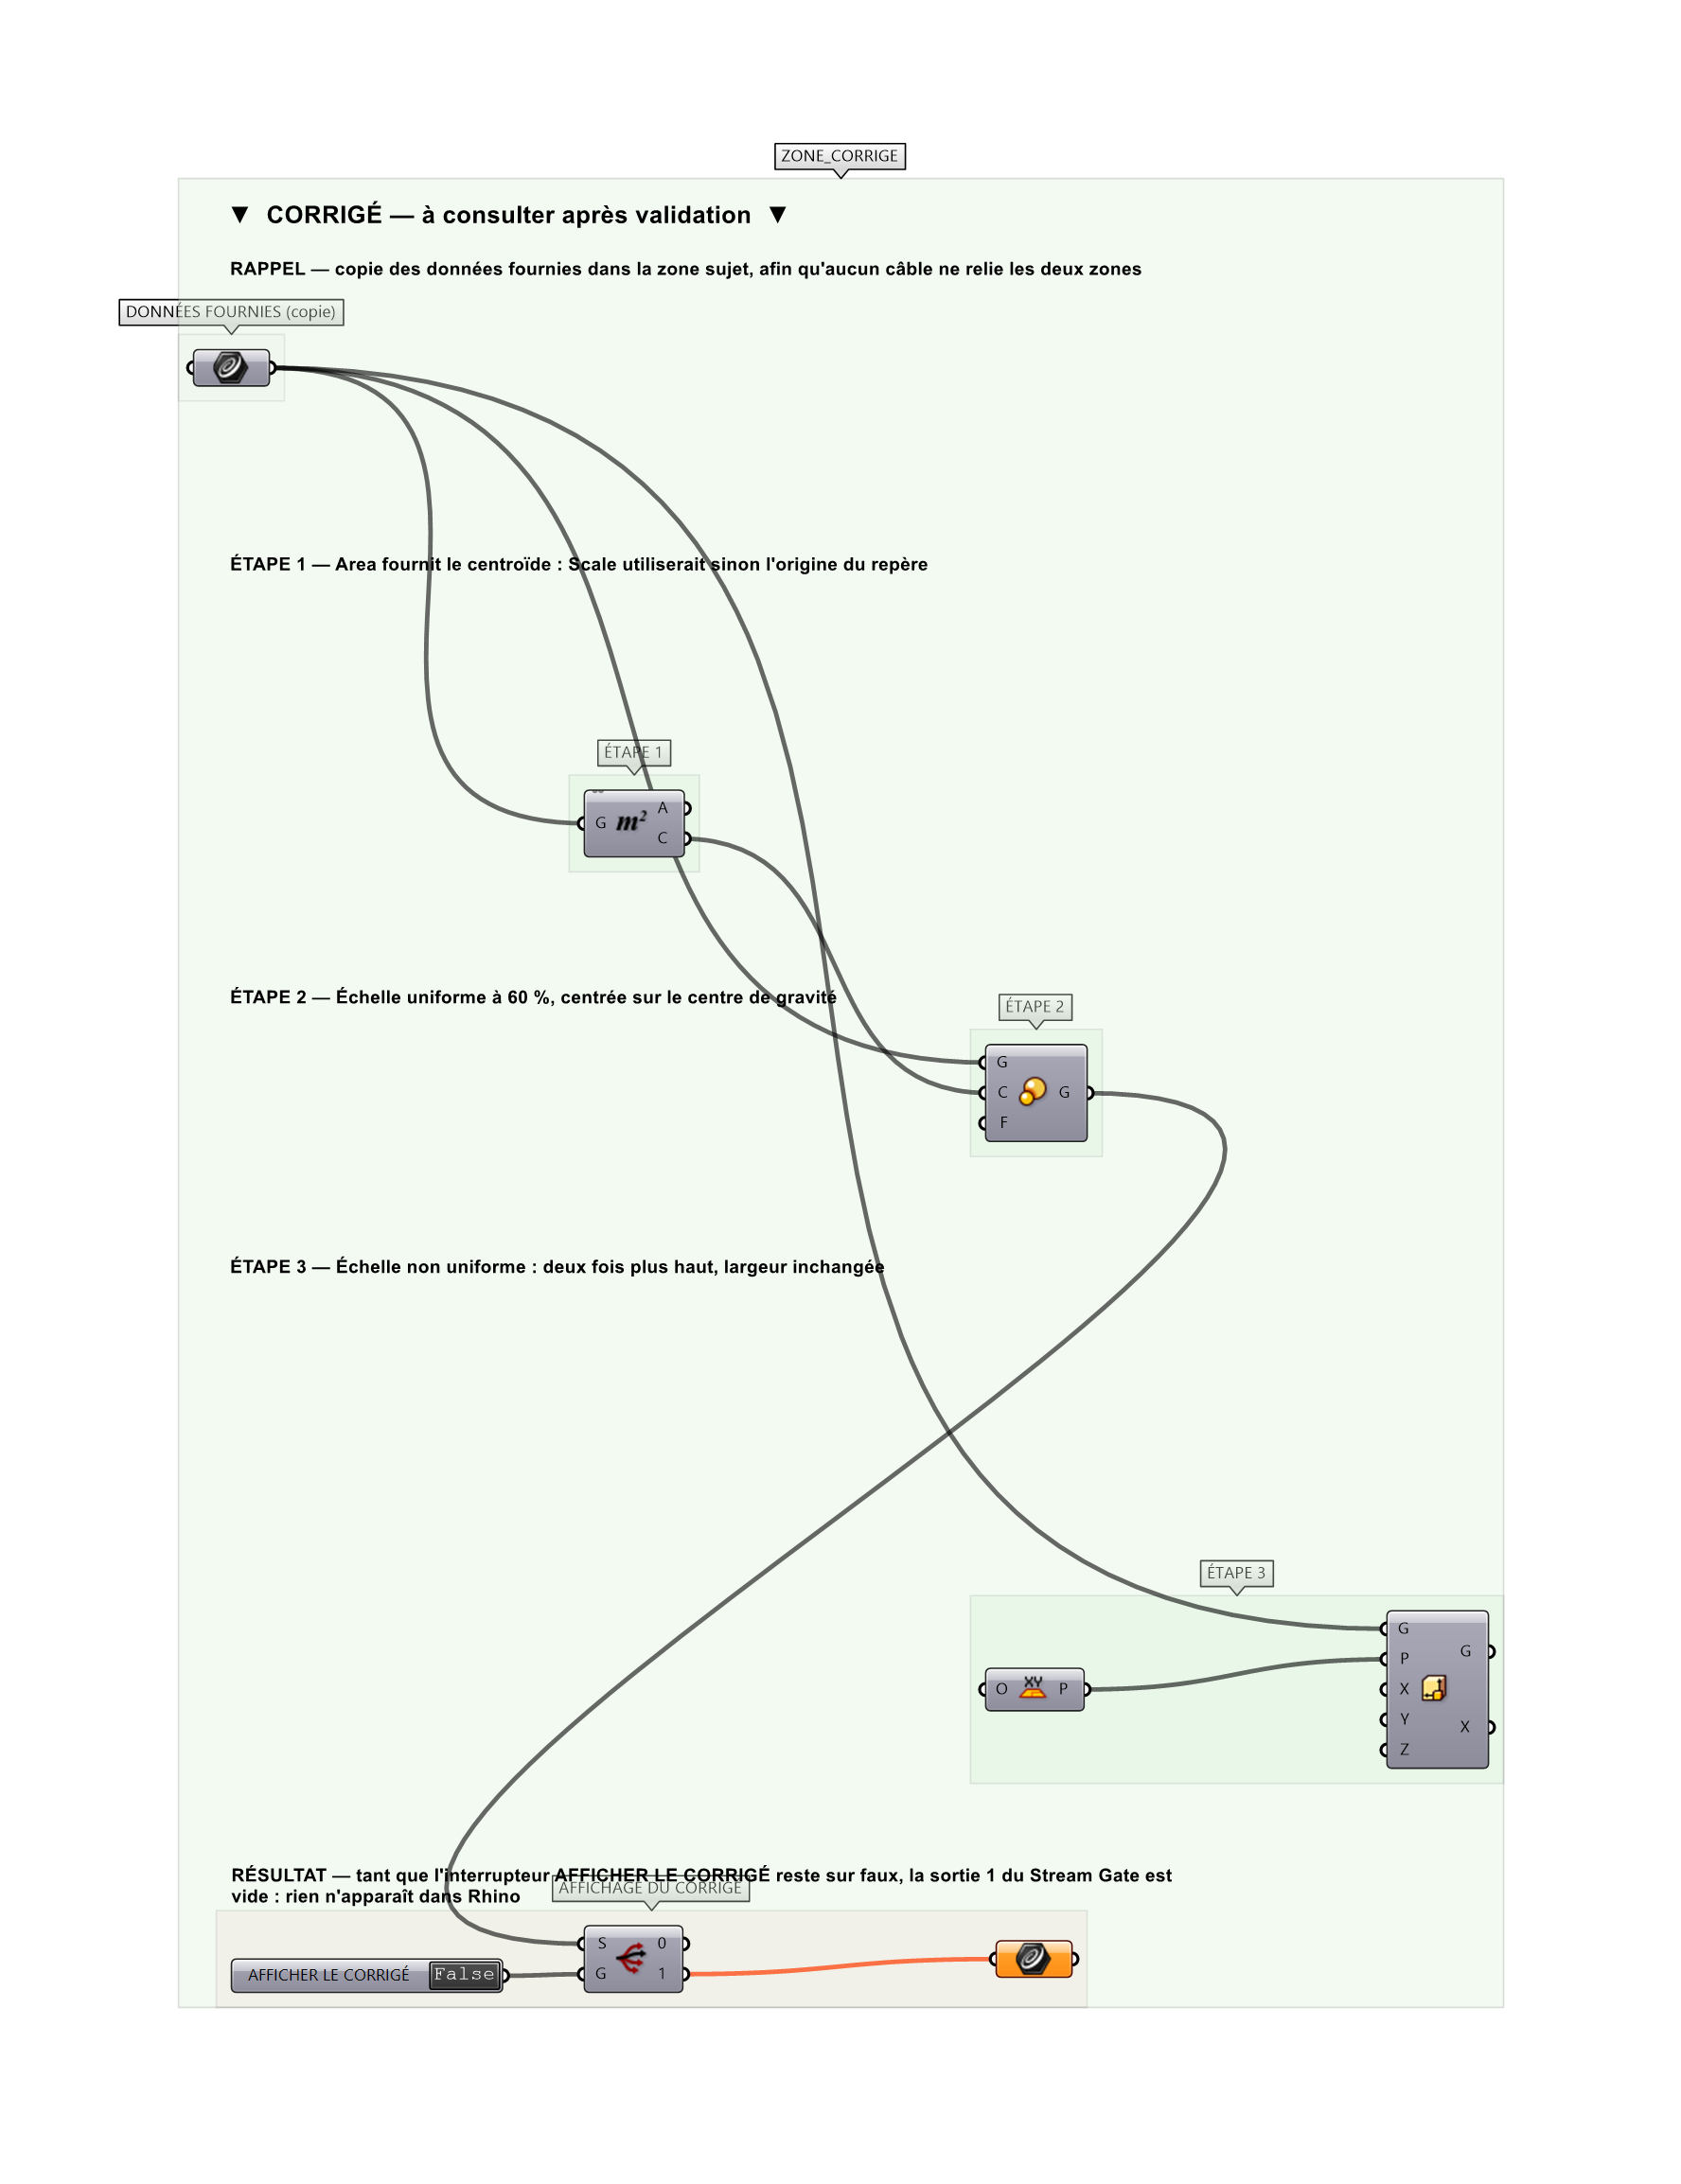 ZONE_CORRIGE
▼ CORRIGÉ — à consulter après validation ▼
RAPPEL — copie des données fournies dans la zone sujet, afin qu'aucun câble ne relie les deux zones
DONNÉES FOURNIES (copie)
ÉTAPE 1 — Area fournit le centroïde : Scale utiliserait sinon l'origine du repère
ÉTAPE 1
A
G m²
C
ÉTAPE 2 — Échelle uniforme à 60 %, centrée sur le centre de gravité
ÉTAPE 2
G
C G
F
ÉTAPE 3 — Échelle non uniforme : deux fois plus haut, largeur inchangée
ÉTAPE 3
G
G
P
O XY P
X
Y
X
Z
RÉSULTAT — tant que l'interrupteur AFFICHER LE CORRIGÉ reste sur faux, la sortie 1 du Stream Gate est
vide : rien n'apparaît dans Rhino
AFFICHAGE DU CORRIGÉ
S 0
G 1
AFFICHER LE CORRIGÉ False